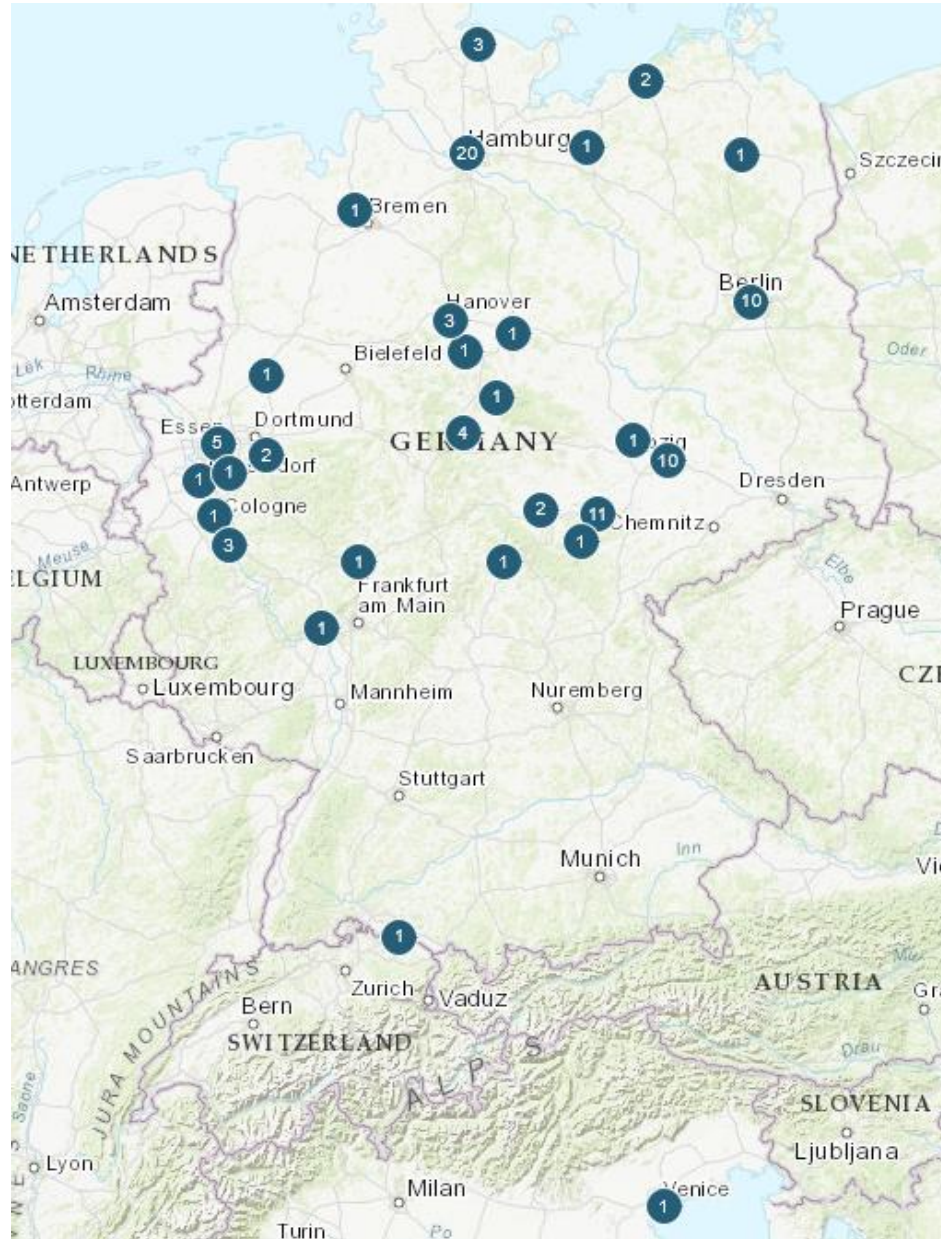 3
2
Hamburg
20
1
1
Szczecin
1
Bremen
NETHERLANDS
Berlin
10
Amsterdam
Hanover
3
1
1
Bielefeld
Oder
Lek
Rhine
1
otterdam
1
Dortmund
Essen
5
4
GERMANY
1
pzig
2
dorf
10
1
1
Antwerp
Dresden
Cologne
1
2
11
Chemnitz
1
3
Meuse
1
1
ELGIUM
Frankfurt
am Main
Elbe
Prague
1
LUXEMBOURG
Luxembourg
Mannheim
Nuremberg
CZE
Saarbrucken
Stuttgart
Munich
Inn
Vi
1
ANGRES
JURA MOUNTAINS
Zurich
Vaduz
AUSTRIA
Gr
Bern
SWITZERLAND
Drau
ALPS
SLOVENIA
Ljubljana
Saone
Lyon
Milan
Venice
1
Turin
Po